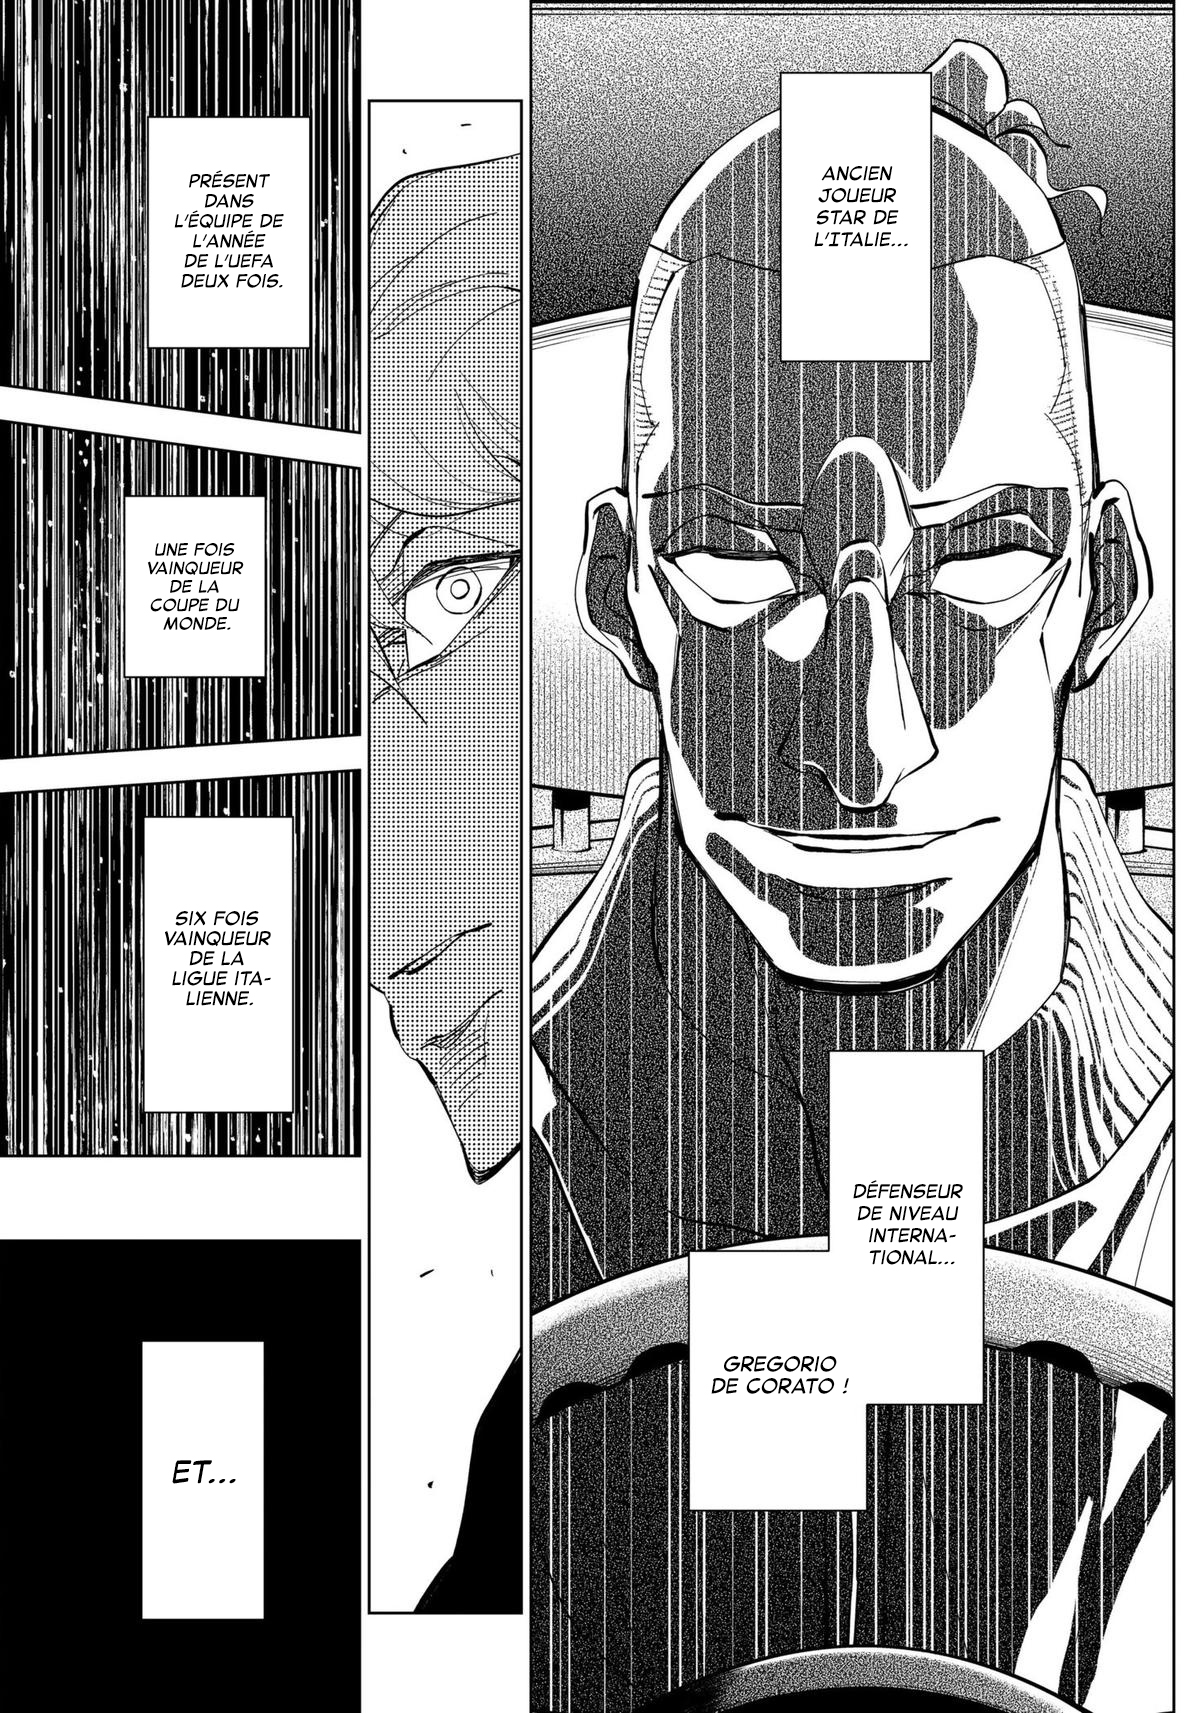 ANCIEN
JOUEUR
STAR DE
L'ITALIE...
DÉFENSEUR
DE NIVEAU
INTERNA-
TIONAL...
GREGORIO
DE CORATO !
PRÉSENT
DANS
L'ÉQUIPE DE
L'ANNÉE
DE L'UEFA
DEUX FOIS.
UNE FOIS
VAINQUEUR
DE LA
COUPE DU
MONDE.
SIX FOIS
VAINQUEUR
DE LA
LIGUE ITA-
LIENNE.
ET...